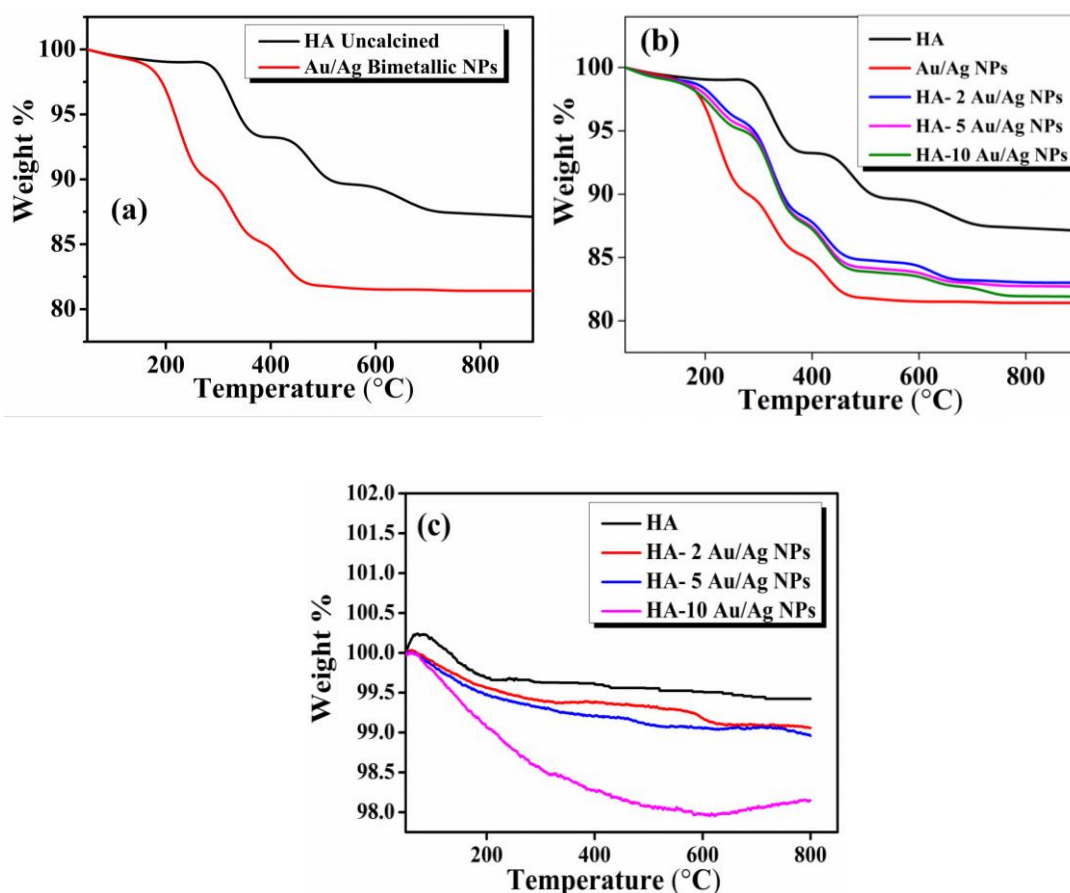 HA Uncalcined
Au/Ag Bimetallic NPs
(a)
100
95
90
85
80
Weight %
200
400
600
800
Temperature (°C)
(b)
HA
Au/Ag NPs
HA- 2 Au/Ag NPs
HA- 5 Au/Ag NPs
HA-10 Au/Ag NPs
100
95
90
85
80
Weight %
200
400
600
800
Temperature (°C)
(c)
HA
HA- 2 Au/Ag NPs
HA- 5 Au/Ag NPs
HA-10 Au/Ag NPs
102.0
101.5
101.0
100.5
100.0
99.5
99.0
98.5
98.0
Weight %
200
400
600
800
Temperature (°C)